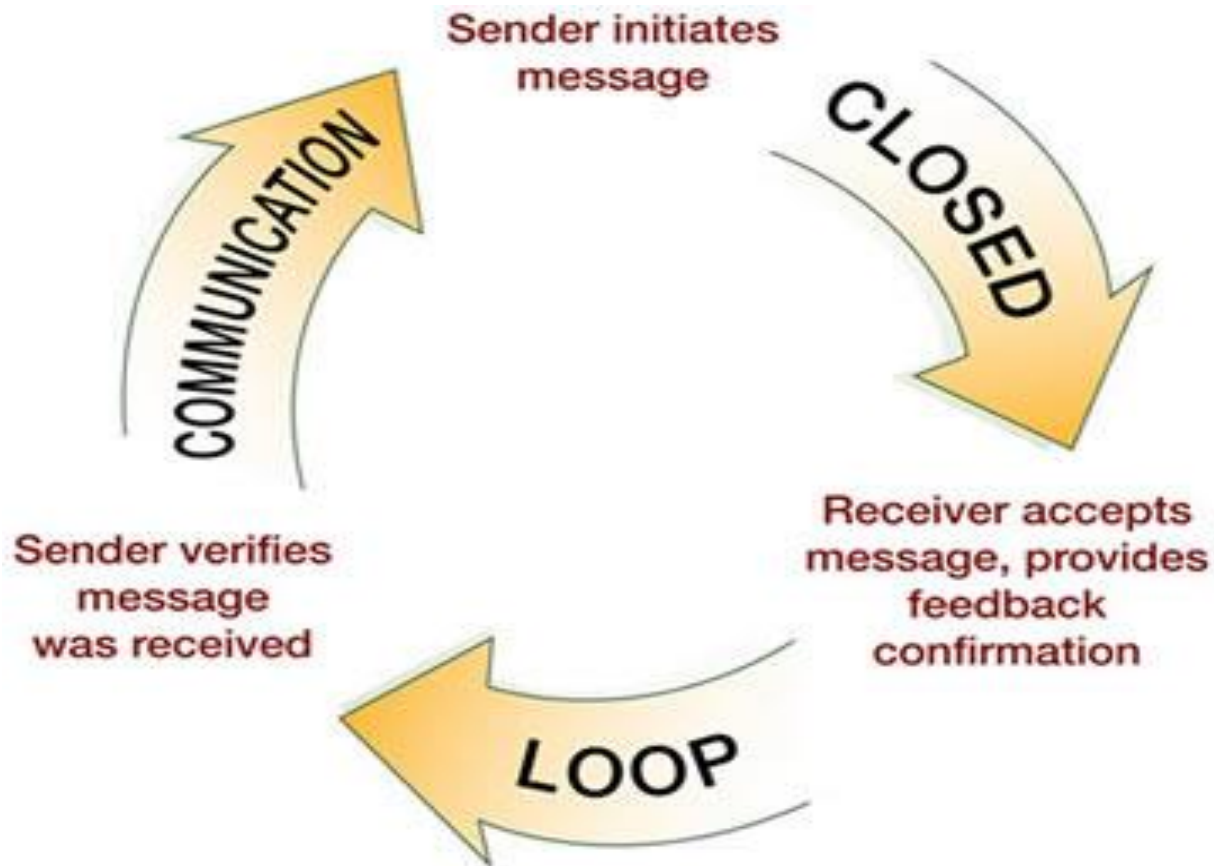 Sender initiates
message
CLOSED
Receiver accepts
message, provides
feedback
confirmation
LOOP
Sender verifies
message
was received
COMMUNICATION